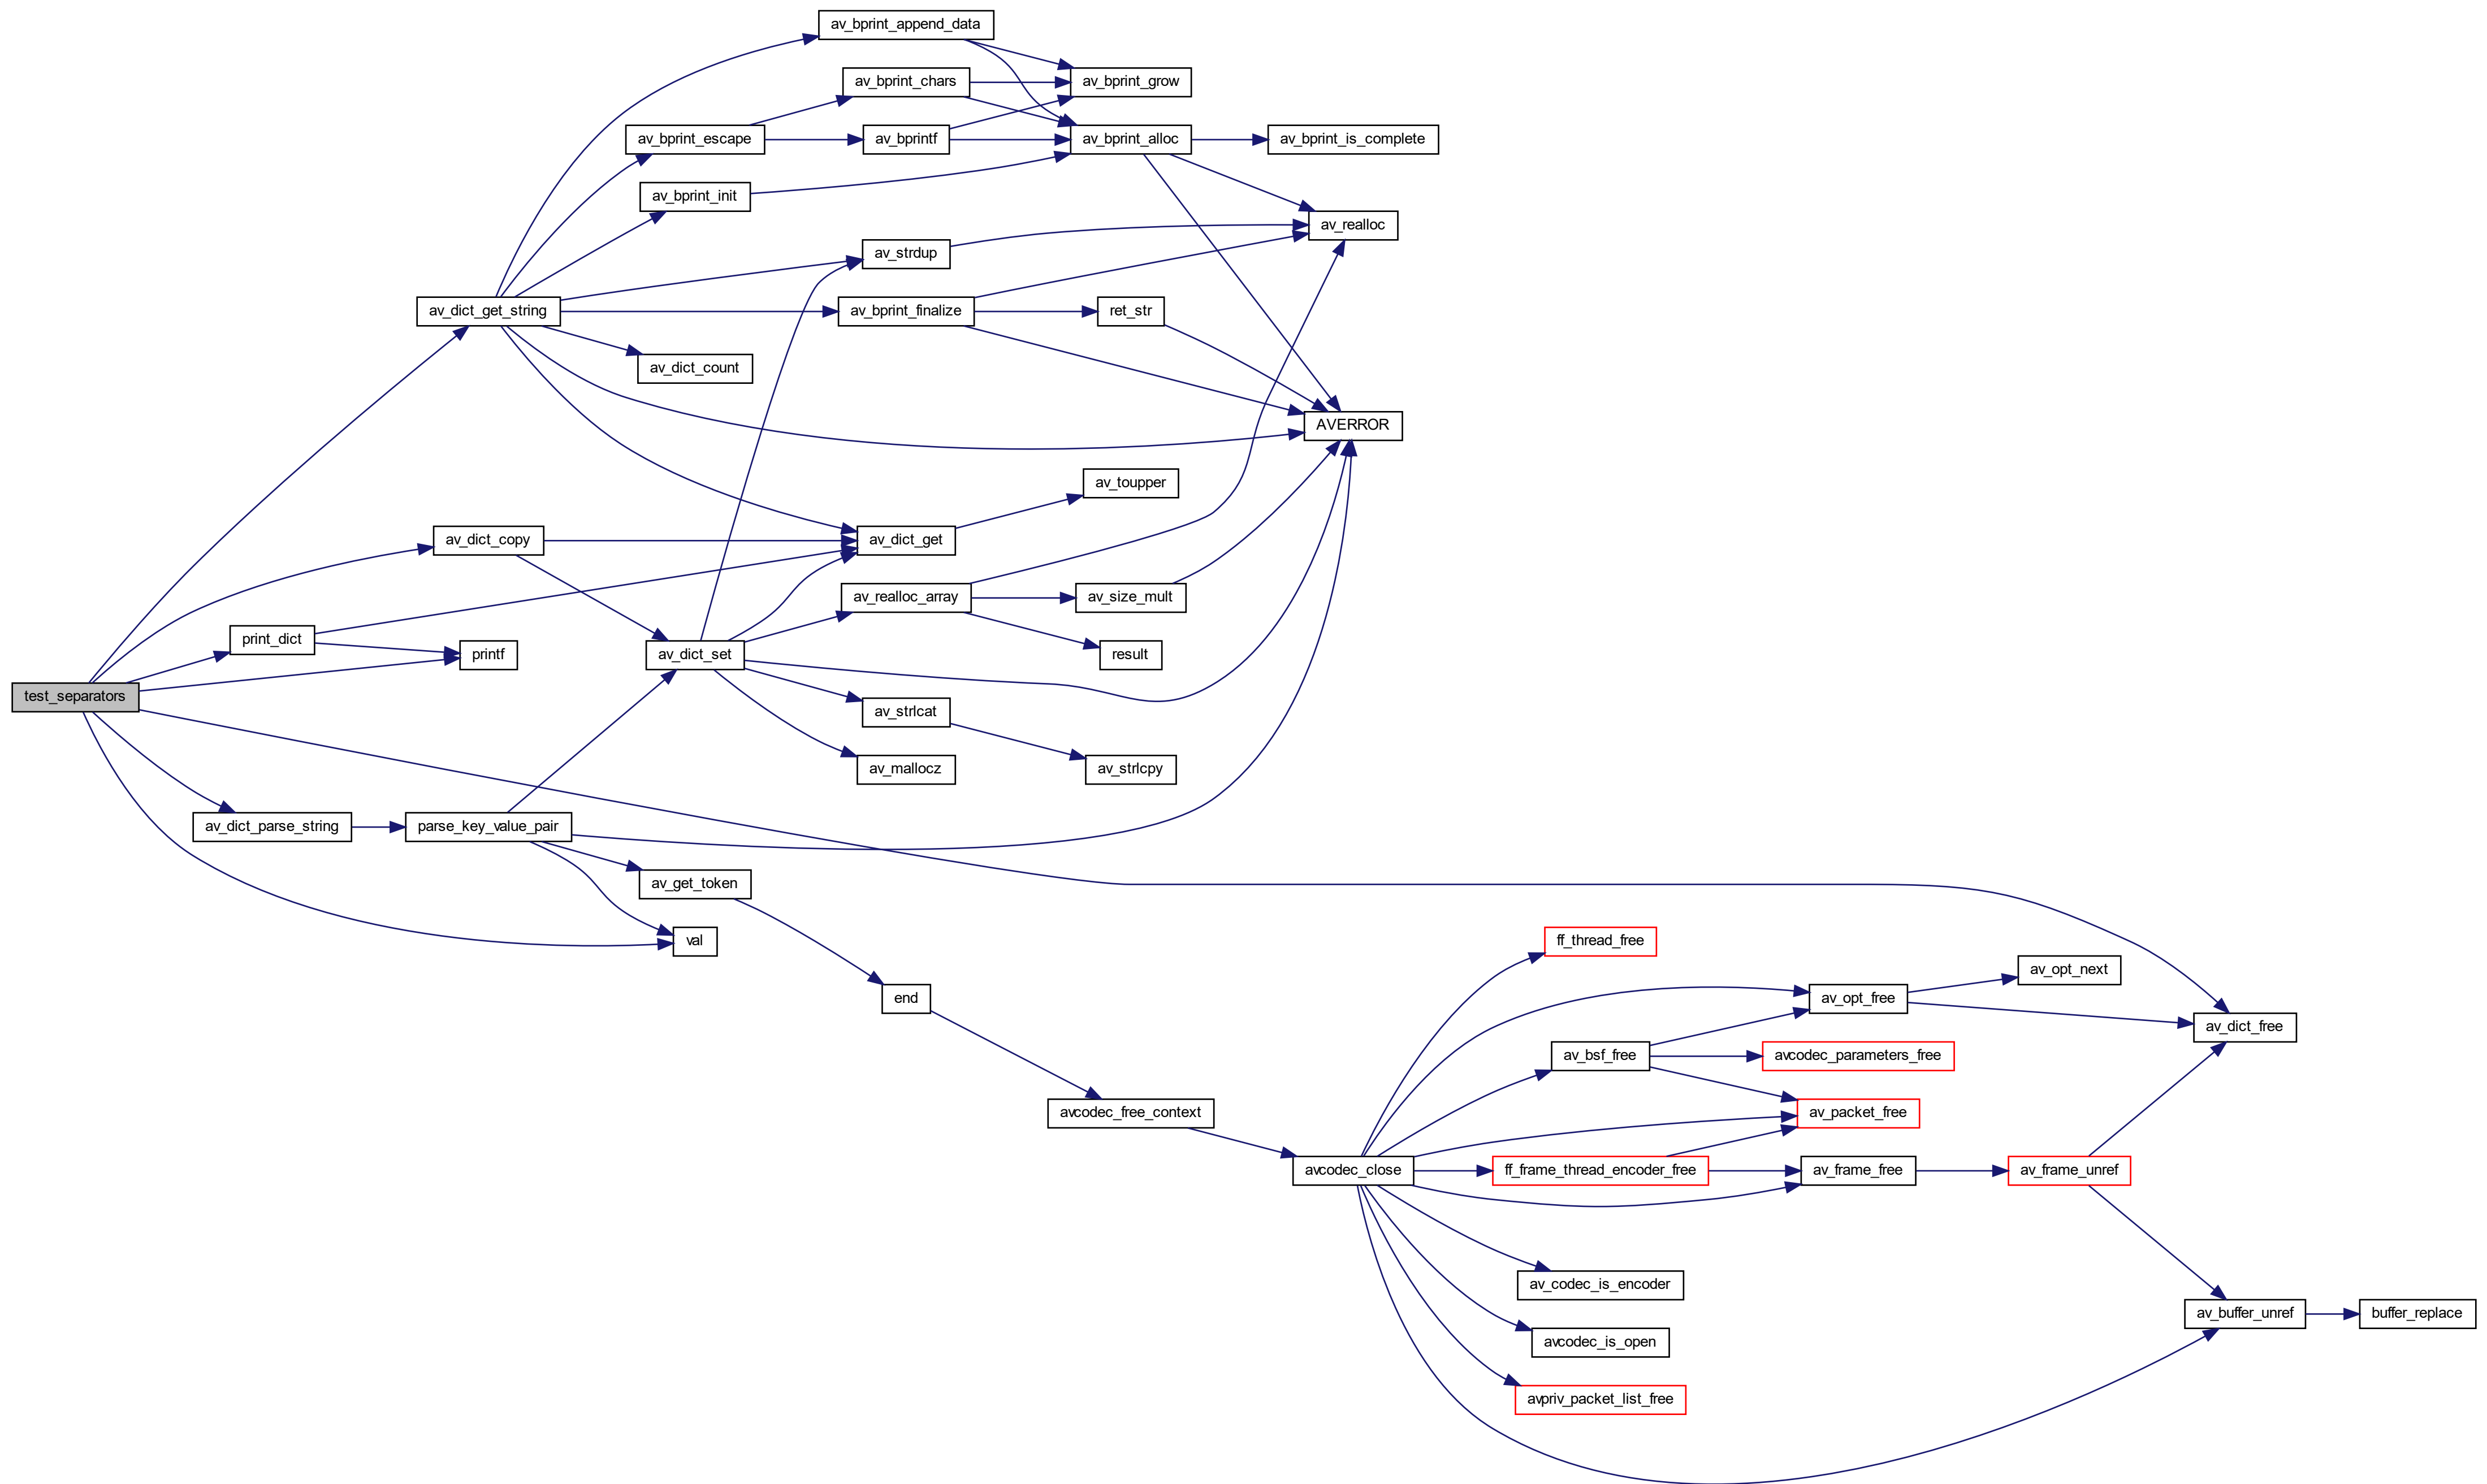 av_bprint_append_data
av_bprint_chars
av_bprint_grow
av_bprint_escape
av_bprintf
av_bprint_alloc
av_bprint_is_complete
av_bprint_init
av_realloc
av_strdup
av_dict_get_string
av_bprint_finalize
ret_str
av_dict_count
AVERROR
av_toupper
av_dict_copy
av_dict_get
av_realloc_array
av_size_mult
print_dict
printf
av_dict_set
result
test_separators
av_strlcat
av_mallocz
av_strlcpy
av_dict_parse_string
parse_key_value_pair
av_get_token
val
ff_thread_free
av_opt_next
end
av_opt_free
av_dict_free
av_bsf_free
avcodec_parameters_free
avcodec_free_context
av_packet_free
avcodec_close
ff_frame_thread_encoder_free
av_frame_free
av_frame_unref
av_codec_is_encoder
av_buffer_unref
buffer_replace
avcodec_is_open
avpriv_packet_list_free